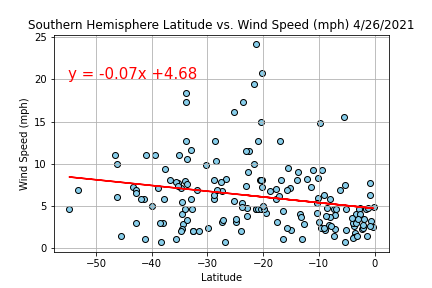 Southern Hemisphere Latitude vs. Wind Speed (mph) 4/26/2021
y = -0.07x +4.68
25
20
15
10
5
0
Wind Speed (mph)
−50 −40 −30 −20 −10 0
Latitude